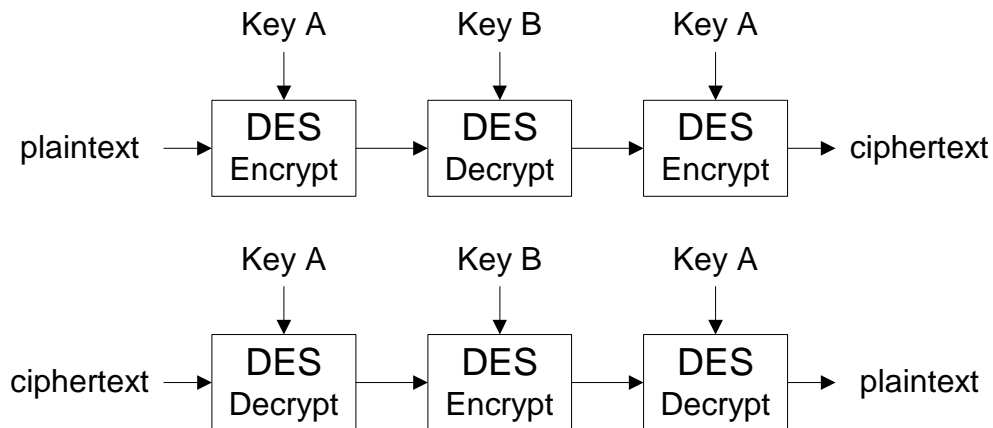 Key A Key B Key A
plaintext DES Encrypt DES Decrypt DES Encrypt ciphertext
Key A Key B Key A
ciphertext DES Decrypt DES Encrypt DES Decrypt plaintext